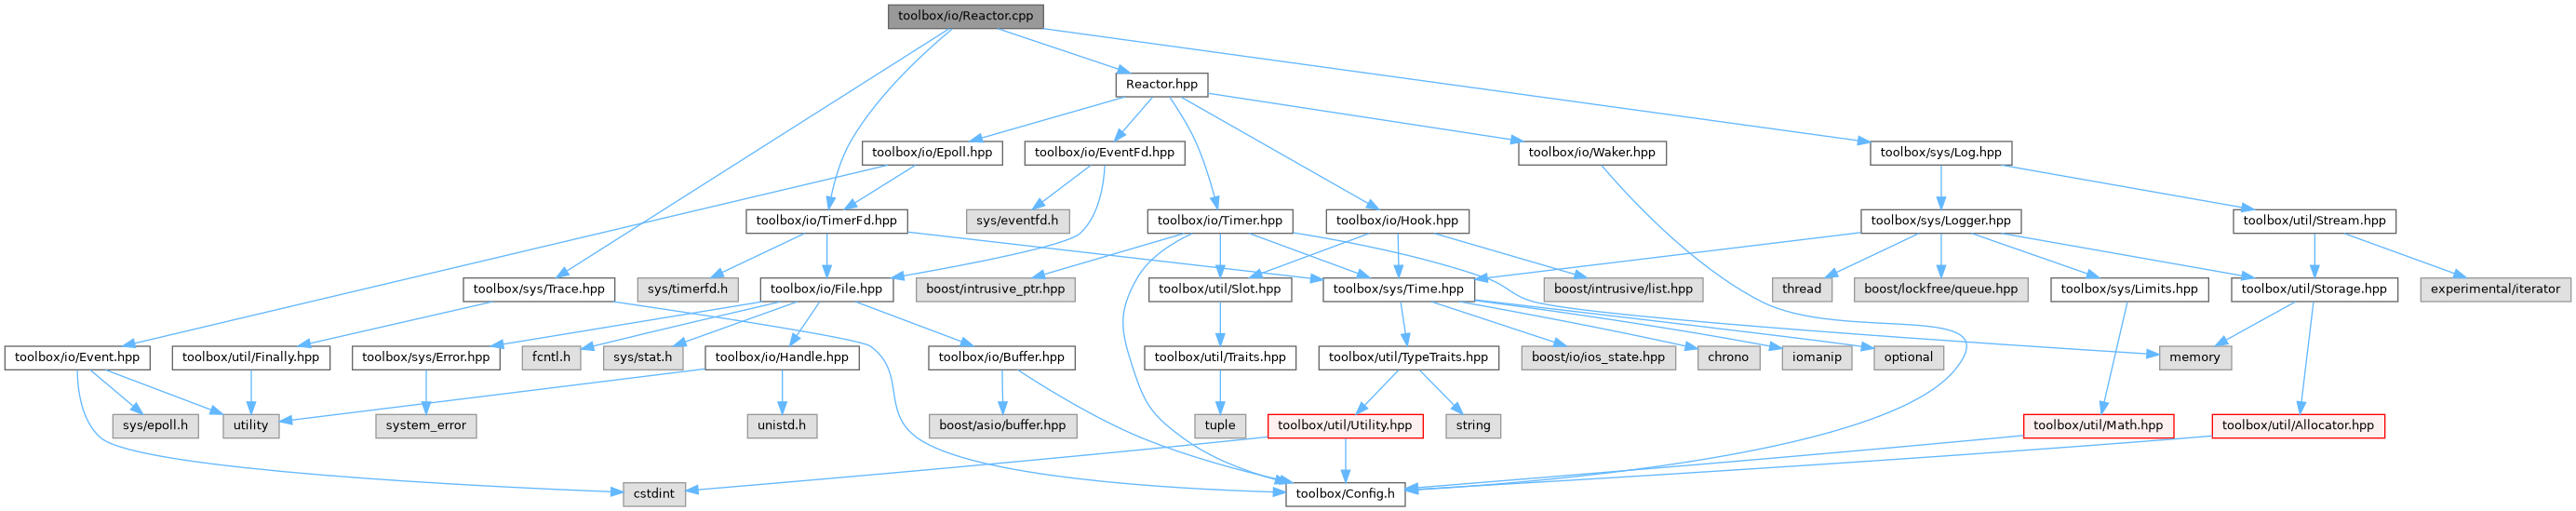 toolbox/io/Reactor.cpp
Reactor.hpp
toolbox/io/Epoll.hpp
toolbox/io/EventFd.hpp
toolbox/io/Waker.hpp
toolbox/sys/Log.hpp
toolbox/io/TimerFd.hpp
sys/eventfd.h
toolbox/io/Timer.hpp
toolbox/io/Hook.hpp
toolbox/sys/Logger.hpp
toolbox/util/Stream.hpp
toolbox/sys/Trace.hpp
sys/timerfd.h
toolbox/io/File.hpp
boost/intrusive_ptr.hpp
toolbox/util/Slot.hpp
toolbox/sys/Time.hpp
boost/intrusive/list.hpp
thread
boost/lockfree/queue.hpp
toolbox/sys/Limits.hpp
toolbox/util/Storage.hpp
experimental/iterator
toolbox/io/Event.hpp
toolbox/util/Finally.hpp
toolbox/sys/Error.hpp
fcntl.h
sys/stat.h
toolbox/io/Handle.hpp
toolbox/io/Buffer.hpp
toolbox/util/Traits.hpp
toolbox/util/TypeTraits.hpp
boost/io/ios_state.hpp
chrono
iomanip
optional
memory
sys/epoll.h
utility
system_error
unistd.h
boost/asio/buffer.hpp
tuple
toolbox/util/Utility.hpp
string
toolbox/util/Math.hpp
toolbox/util/Allocator.hpp
cstdint
toolbox/Config.h